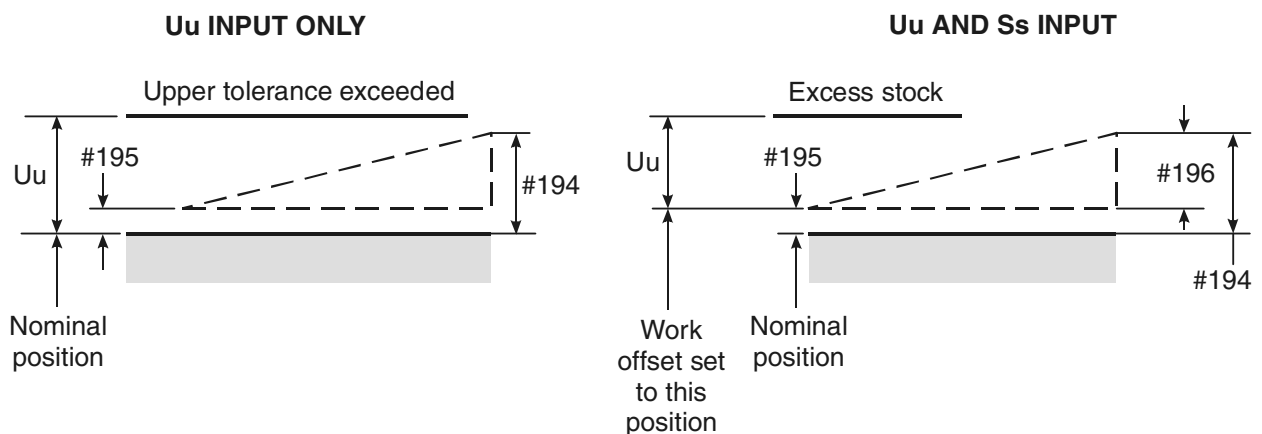 Uu INPUT ONLY
Upper tolerance exceeded
Uu
#195
#194
Nominal
position
Uu AND Ss INPUT
Excess stock
Uu
#195
#196
#194
Work
offset set
to this
position
Nominal
position